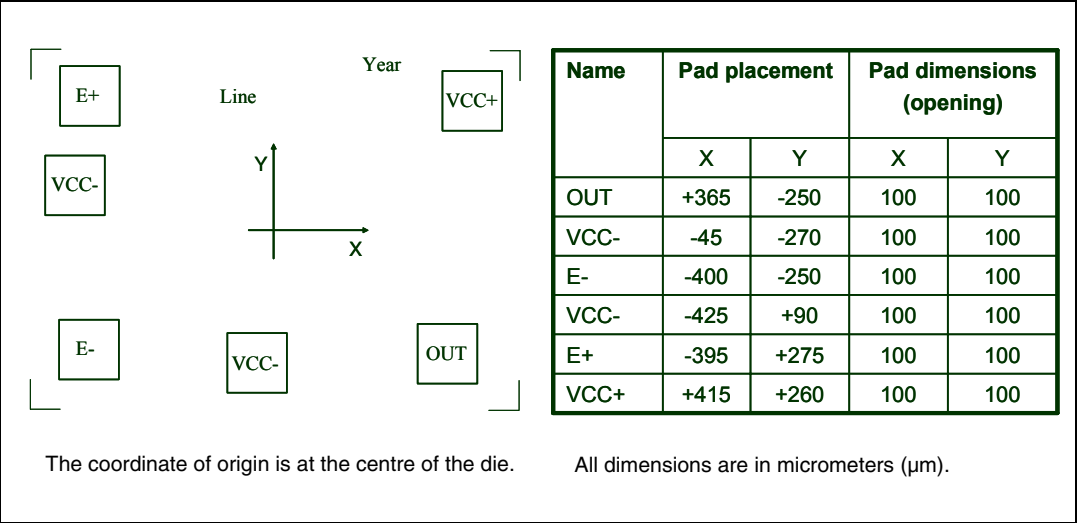 Year
E+
Line
VCC+
VCC-
Y
X
E-
VCC-
OUT
Name Pad placement Pad dimensions
(opening)
X Y X Y
OUT +365 -250 100 100
VCC- -45 -270 100 100
E- -400 -250 100 100
VCC- -425 +90 100 100
E+ -395 +275 100 100
VCC+ +415 +260 100 100
The coordinate of origin is at the centre of the die.
All dimensions are in micrometers (µm).